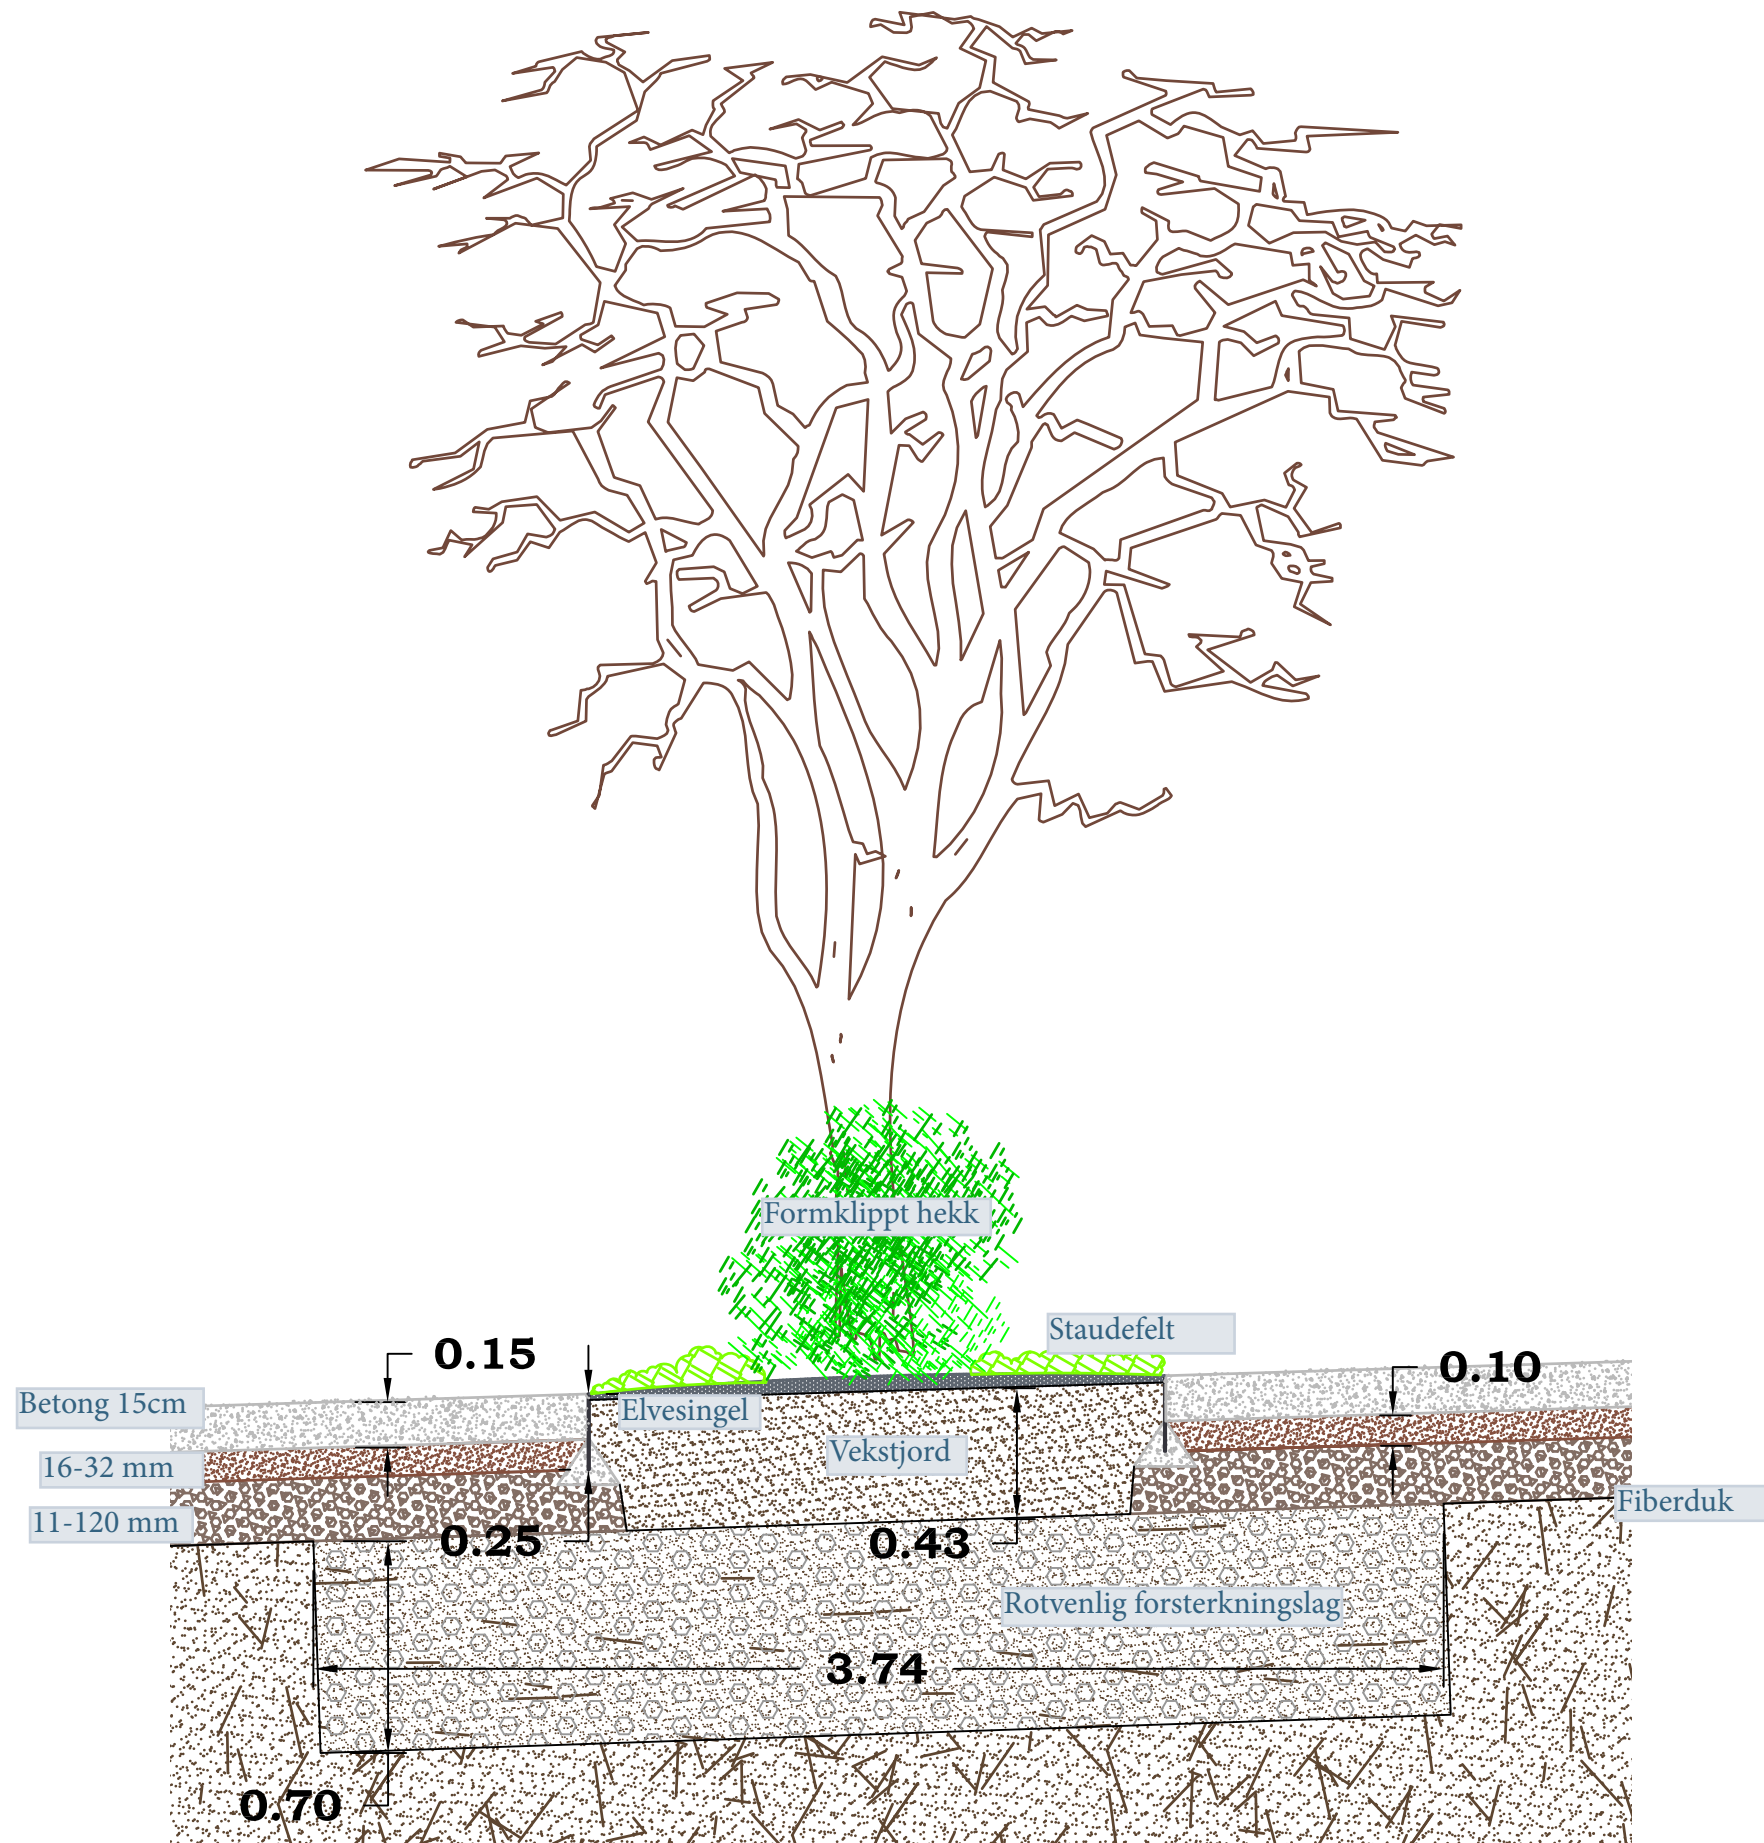 Formklippt hekk
Staudefelt
0.15
0.10
Betong 15cm
Elvesingel
Vekstjord
16-32 mm
Fiberduk
11-120 mm
0.25
0.43
Rotvenlig forsterkningslag
3.74
0.70